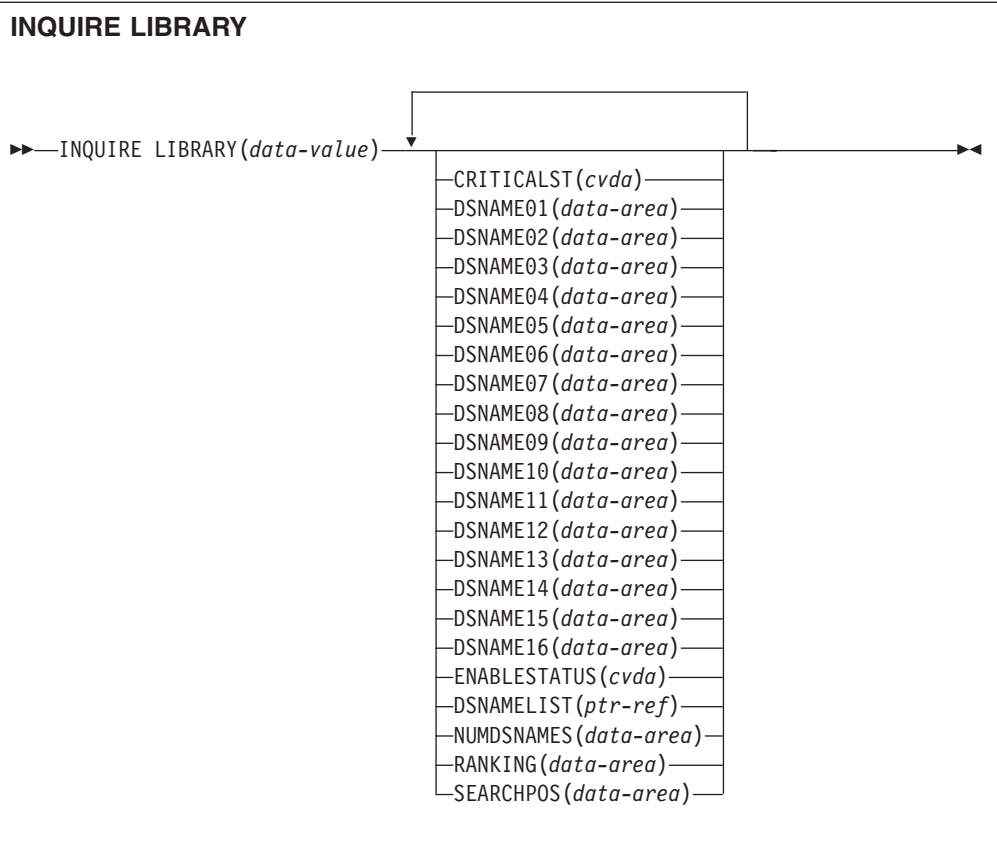 INQUIRE LIBRARY
INQUIRE LIBRARY(data-value)
CRITICALST(cvda)
DSNAME01(data-area)
DSNAME02(data-area)
DSNAME03(data-area)
DSNAME04(data-area)
DSNAME05(data-area)
DSNAME06(data-area)
DSNAME07(data-area)
DSNAME08(data-area)
DSNAME09(data-area)
DSNAME10(data-area)
DSNAME11(data-area)
DSNAME12(data-area)
DSNAME13(data-area)
DSNAME14(data-area)
DSNAME15(data-area)
DSNAME16(data-area)
ENABLESTATUS(cvda)
DSNAMELIST(ptr-ref)
NUMDSNAMES(data-area)
RANKING(data-area)
SEARCHPOS(data-area)